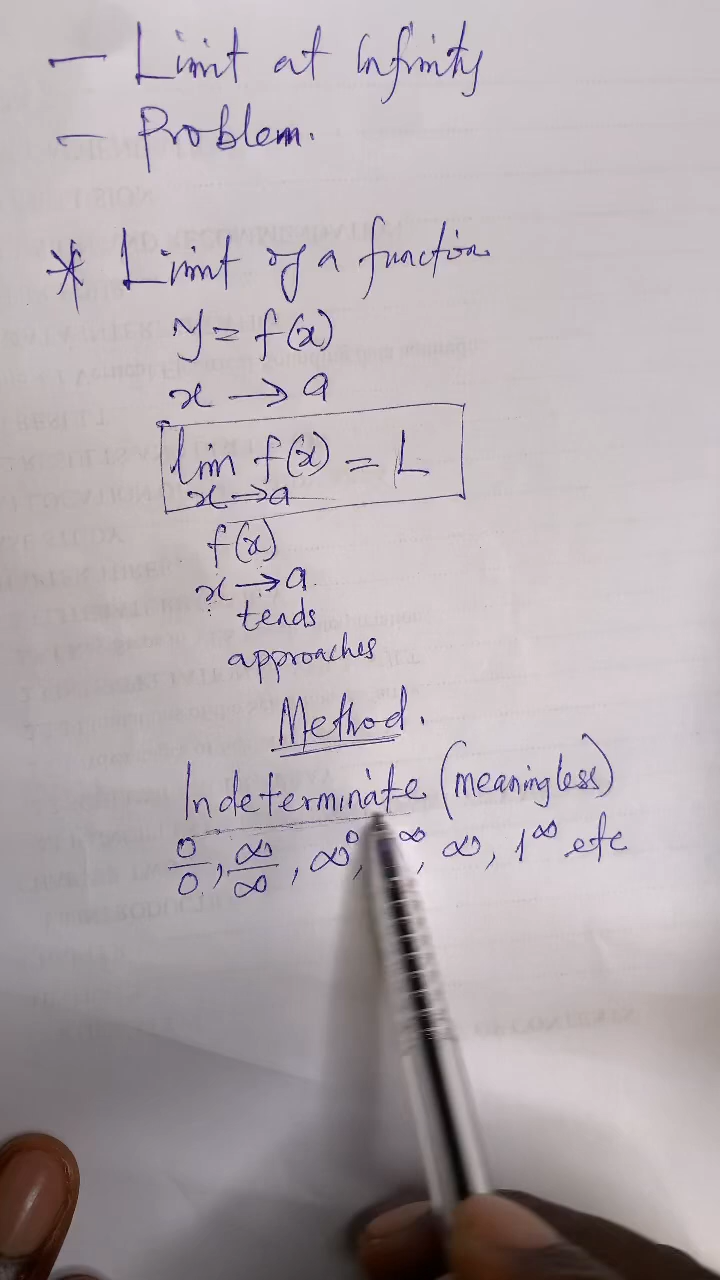 — Limit at Infinity
— Problem.
* Limit of a function
y = f(x)
x → a
lim f(x) = L
x→a
f(x)
x → a
tends
approaches
Method.
Indeterminate (meaningless)
0/0, ∞/∞, ∞⁰, ∞, ∞, 1^∞ etc